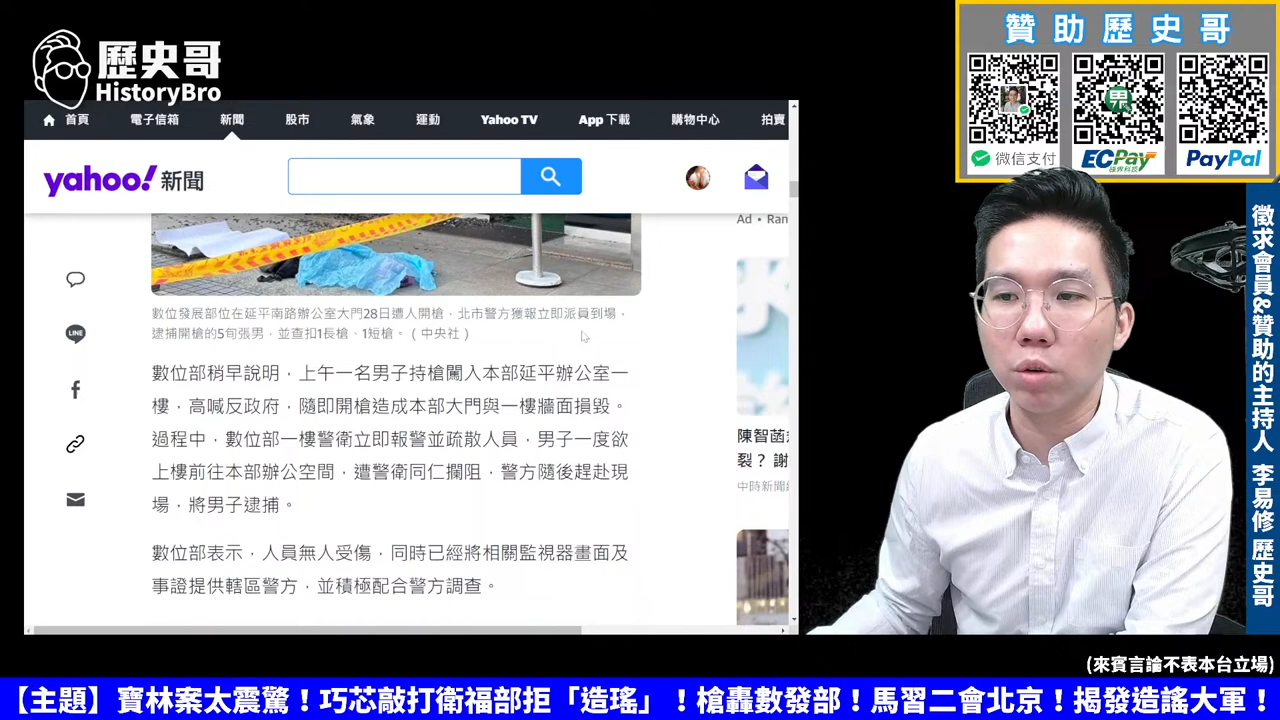 歷史哥
HistoryBro
贊助歷史哥
微信支付
ECPay
綠界科技
PayPal
首頁 電子信箱 新聞 股市 氣象 運動 Yahoo TV App 下載 購物中心 拍賣
yahoo! 新聞
Ad • Ran
LINE
數位發展部位在延平南路辦公室大門28日遭人開槍，北市警方獲報立即派員到場，
逮捕開槍的5旬張男，並查扣1長槍、1短槍。（中央社）
數位部稍早說明，上午一名男子持槍闖入本部延平辦公室一
樓，高喊反政府，隨即開槍造成本部大門與一樓牆面損毀。
過程中，數位部一樓警衛立即報警並疏散人員，男子一度欲
上樓前往本部辦公空間，遭警衛同仁攔阻，警方隨後趕赴現
場，將男子逮捕。
數位部表示，人員無人受傷，同時已經將相關監視器畫面及
事證提供轄區警方，並積極配合警方調查。
陳智菡
裂？ 謝
中時新聞
徵求會員&贊助的主持人 李易修 歷史哥
(來賓言論不表本台立場)
【主題】寶林案太震驚！巧芯敲打衛福部拒「造瑤」！槍轟數發部！馬習二會北京！揭發造謠大軍！